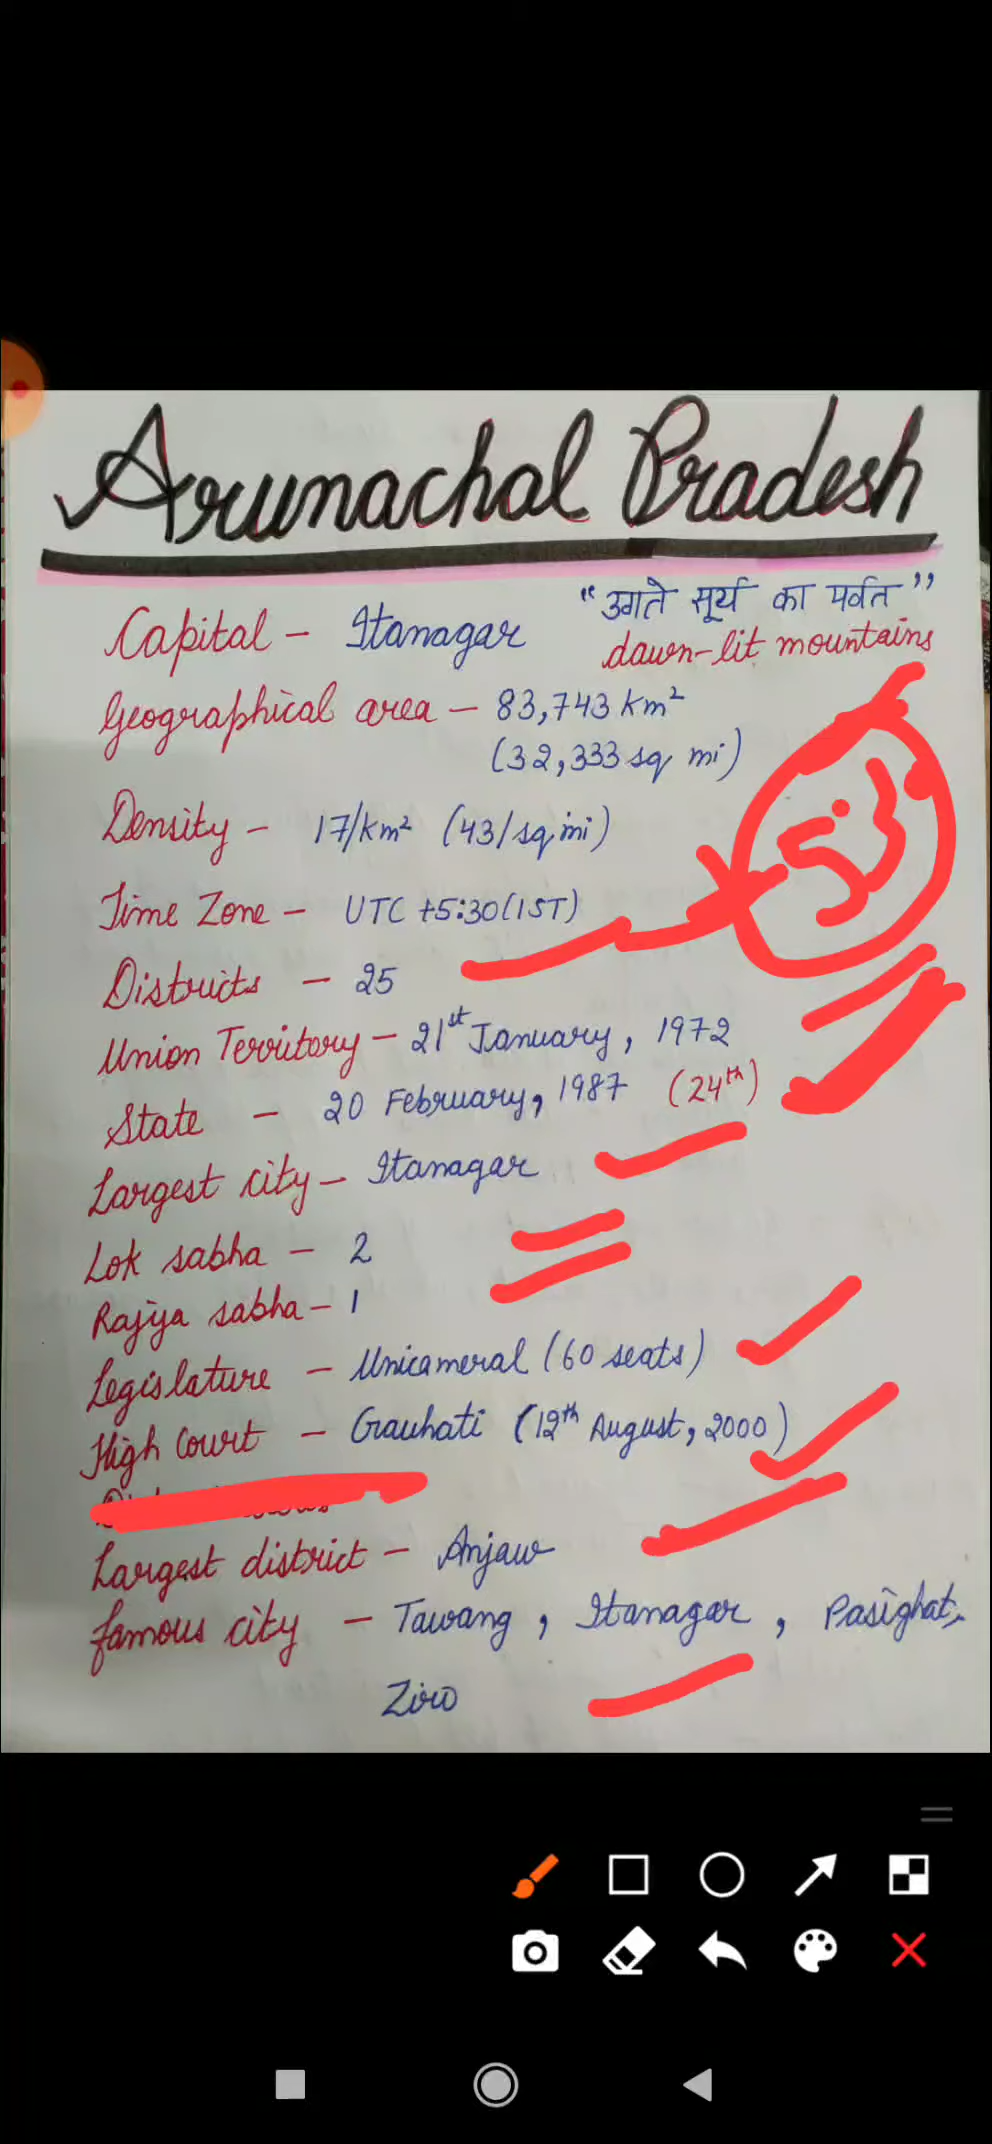 Arunachal Pradesh
"उगते सूर्य का पर्वत"
Capital - Itanagar
dawn-lit mountains
Geographical area - 83,743 km²
(32,333 sq mi)
Density - 17/km² (43/sq mi)
Time Zone - UTC +5:30(IST)
5:3
Districts - 25
Union Territory - 21st January, 1972
State - 20 February, 1987 (24th)
Largest city - Itanagar
Lok sabha - 2
Rajya sabha - 1
Legislature - Unicameral (60 seats)
High Court - Gauhati (12th August, 2000)
Largest district - Anjaw
famous city - Tawang, Itanagar, Pasighat,
Ziro